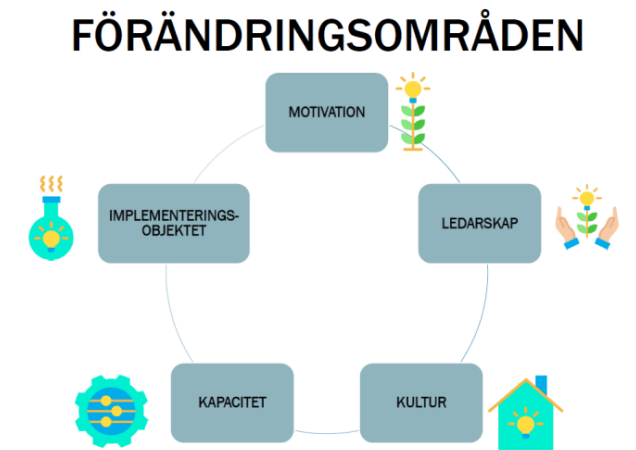 FÖRÄNDRINGSOMRÅDEN
MOTIVATION
LEDARSKAP
KULTUR
KAPACITET
IMPLEMENTERINGS-
OBJEKTET